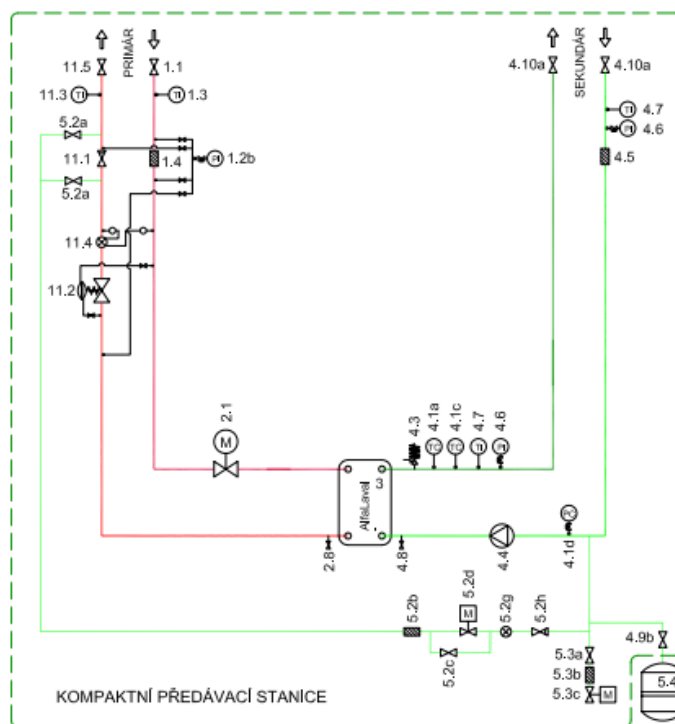 PRIMÁR
SEKUNDÁR
11.5
1.1
4.10a
4.10a
11.3
TI
TI
1.3
TI
4.7
5.2a
PI
4.6
11.1
1.4
PI
1.2b
4.5
5.2a
11.4
11.2
2.1
M
4.3
4.1a
4.1c
4.7
4.6
TC
TC
TI
PI
3
AlfaLaval
PC
2.8
4.8
4.4
4.1d
5.2b
5.2d
M
5.2g
5.2h
5.2c
4.9b
5.3a
5.3b
5.4
5.3c
M
KOMPAKTNÍ PŘEDÁVACÍ STANICE